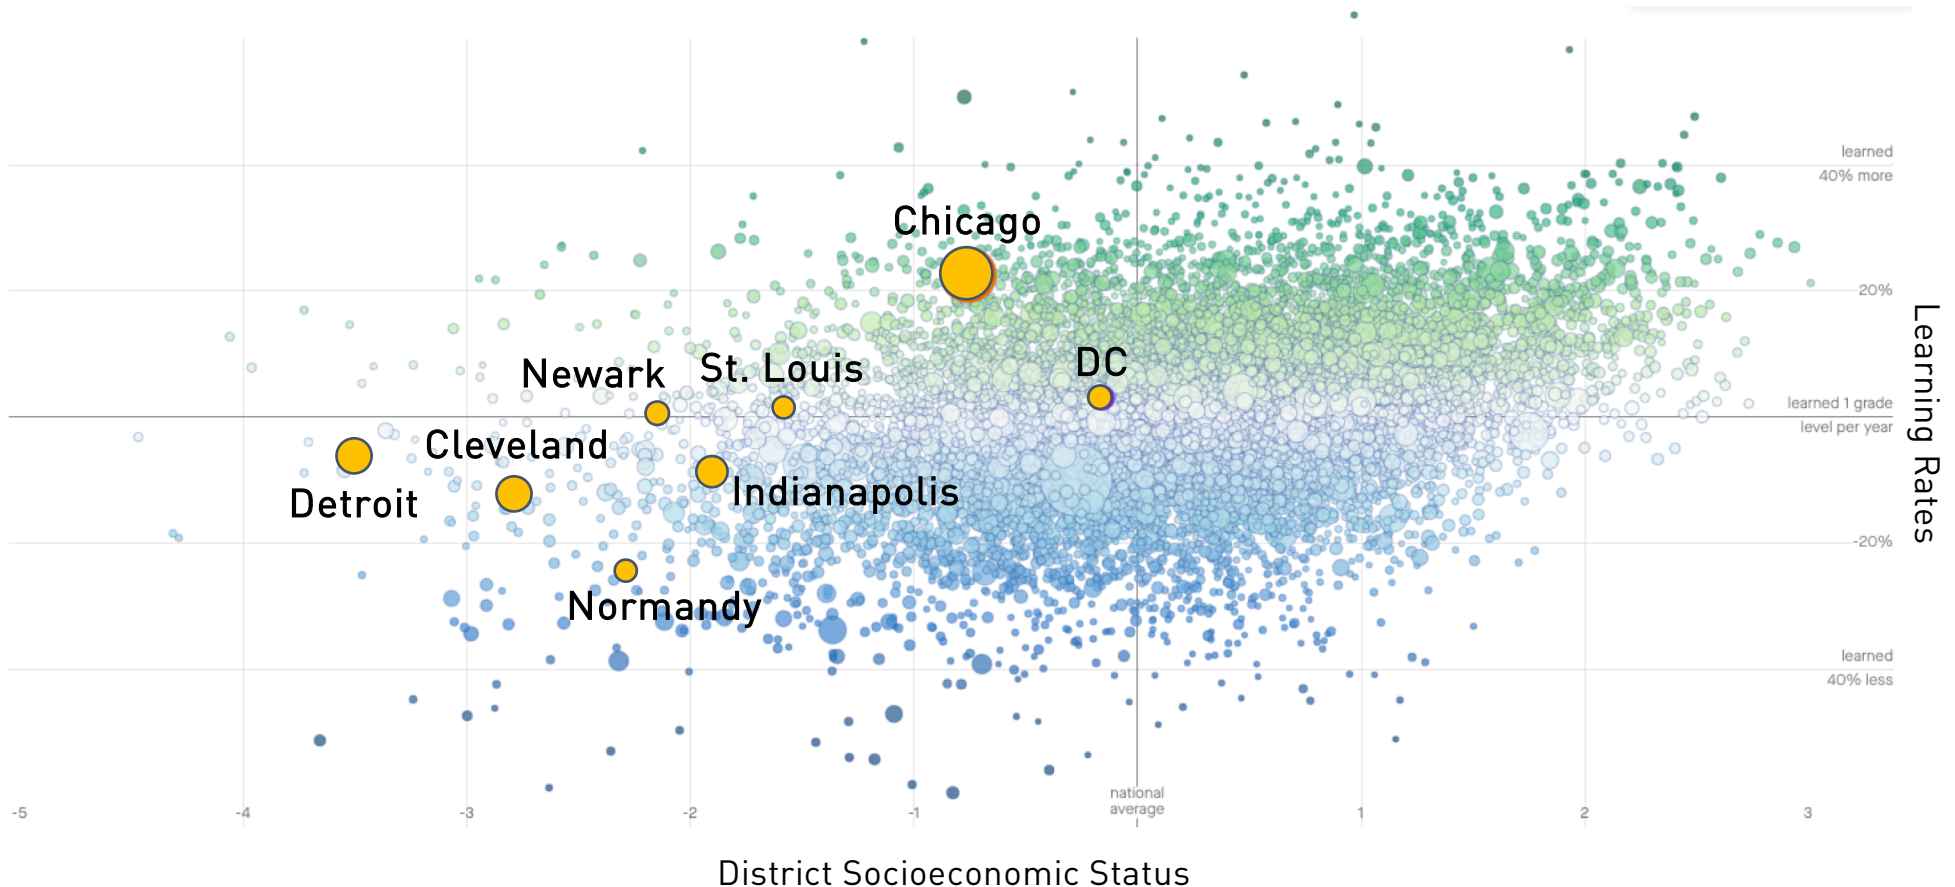 learned
40% more
Chicago
20%
Newark
St. Louis
DC
learned 1 grade
level per year
Learning Rates
Cleveland
Detroit
Indianapolis
-20%
Normandy
learned
40% less
national
average
-5
-4
-3
-2
-1
1
2
3
District Socioeconomic Status